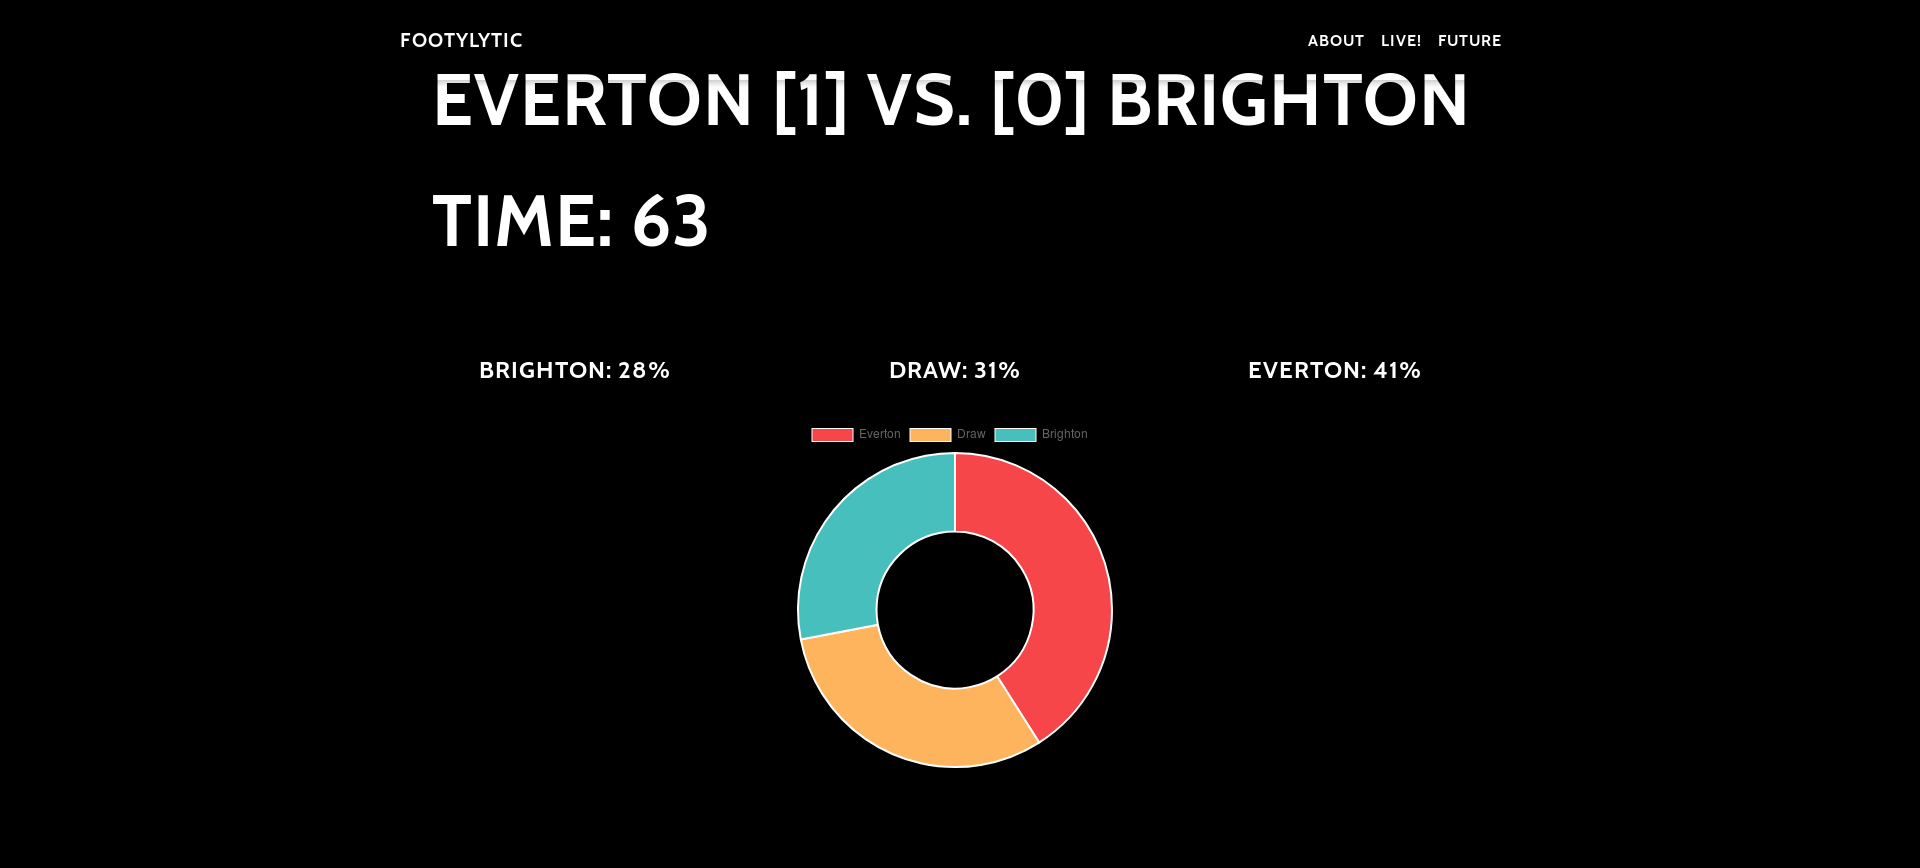 FOOTYLYTIC
ABOUT LIVE! FUTURE
EVERTON [1] VS. [0] BRIGHTON
TIME: 63
BRIGHTON: 28% DRAW: 31% EVERTON: 41%
Everton Draw Brighton